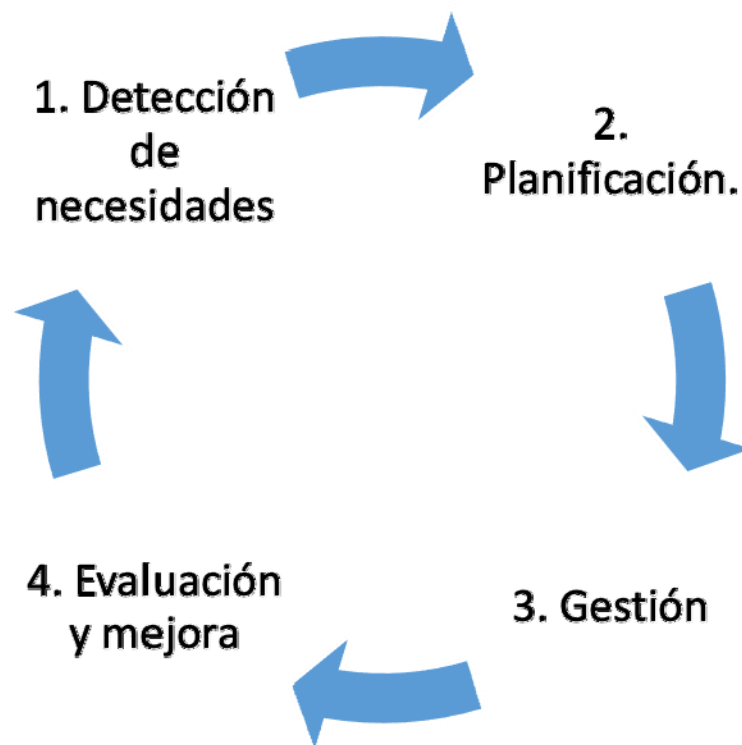 1. Detección
de
necesidades
2.
Planificación.
3. Gestión
4. Evaluación
y mejora